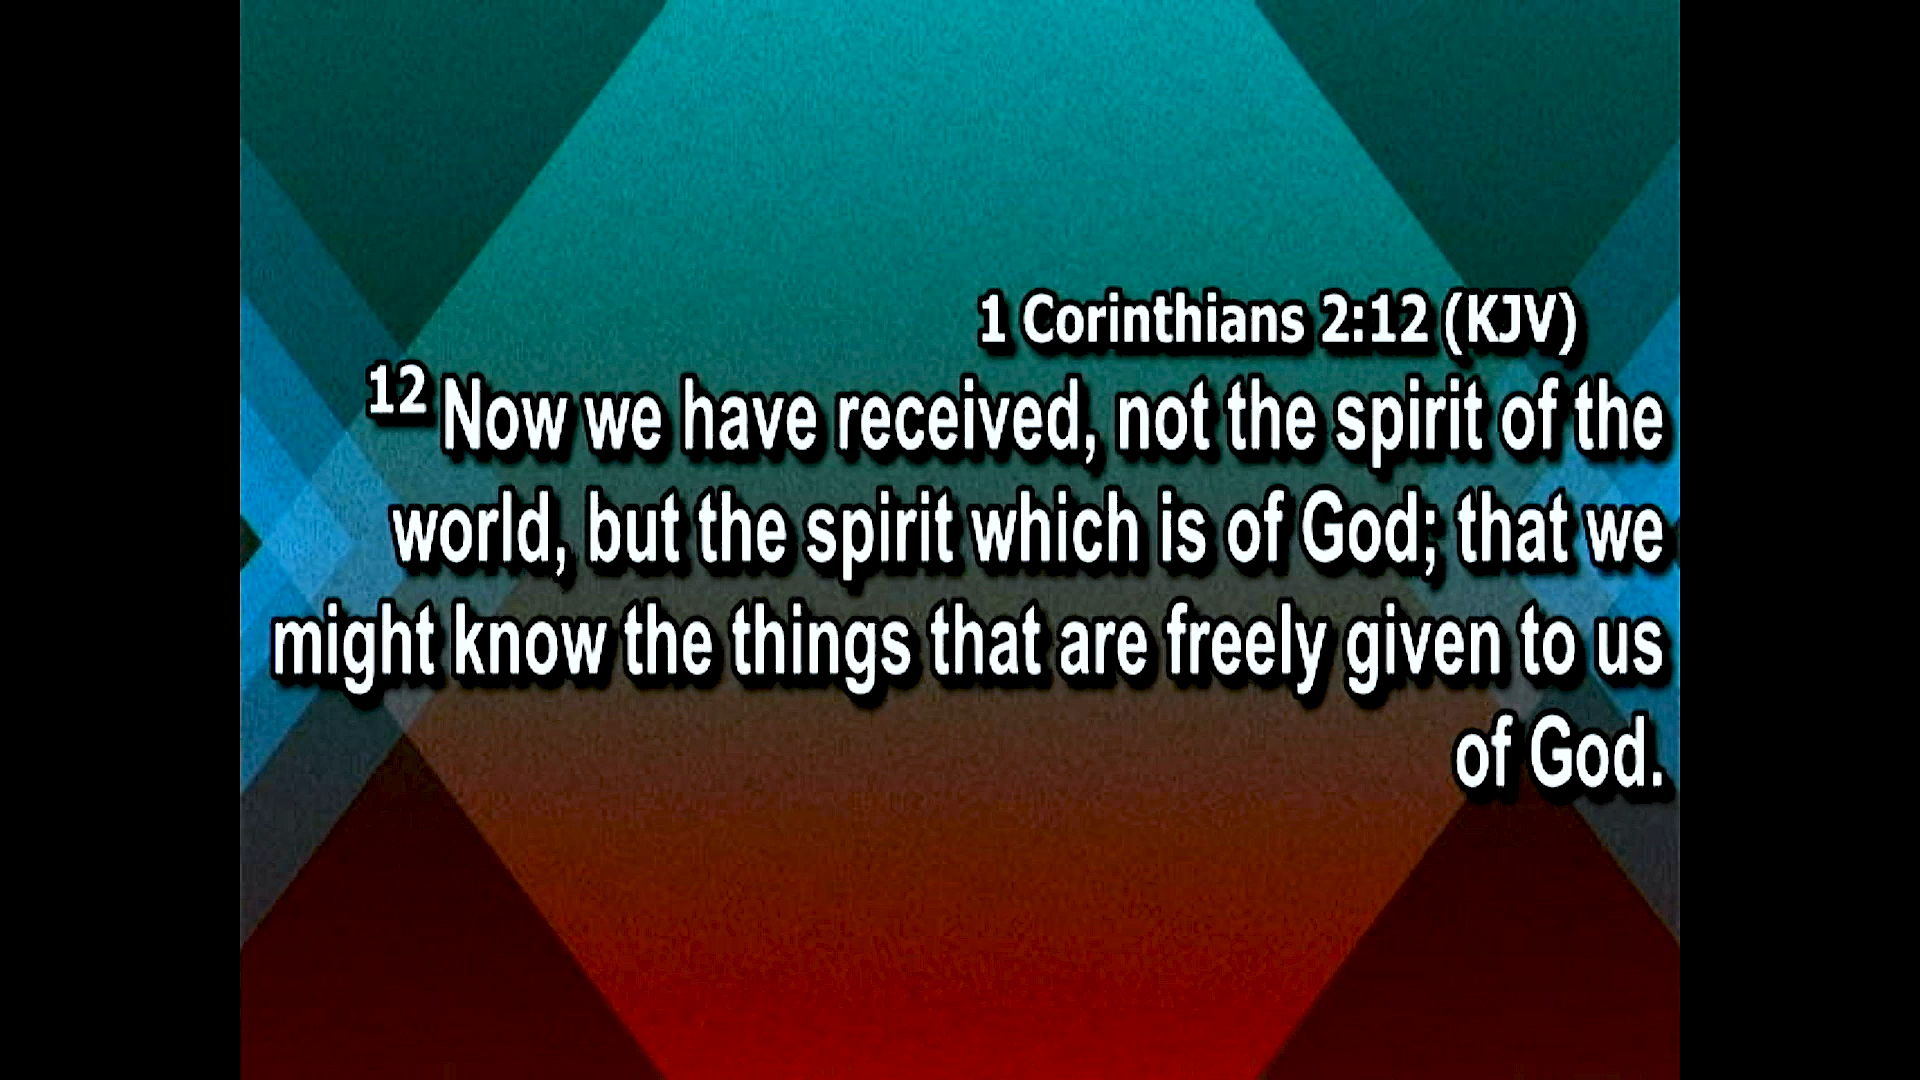 1 Corinthians 2:12 (KJV)
12 Now we have received, not the spirit of the
world, but the spirit which is of God; that we
might know the things that are freely given to us
of God.